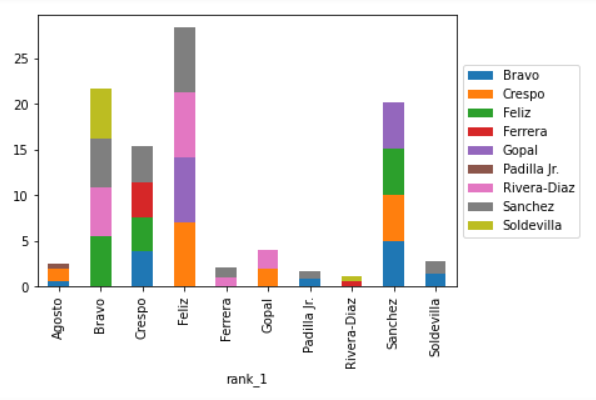 25
20
15
10
5
0
Agosto
Bravo
Crespo
Feliz
Ferrera
Gopal
Padilla Jr.
Rivera-Diaz
Sanchez
Soldevilla
rank_1
Bravo
Crespo
Feliz
Ferrera
Gopal
Padilla Jr.
Rivera-Diaz
Sanchez
Soldevilla